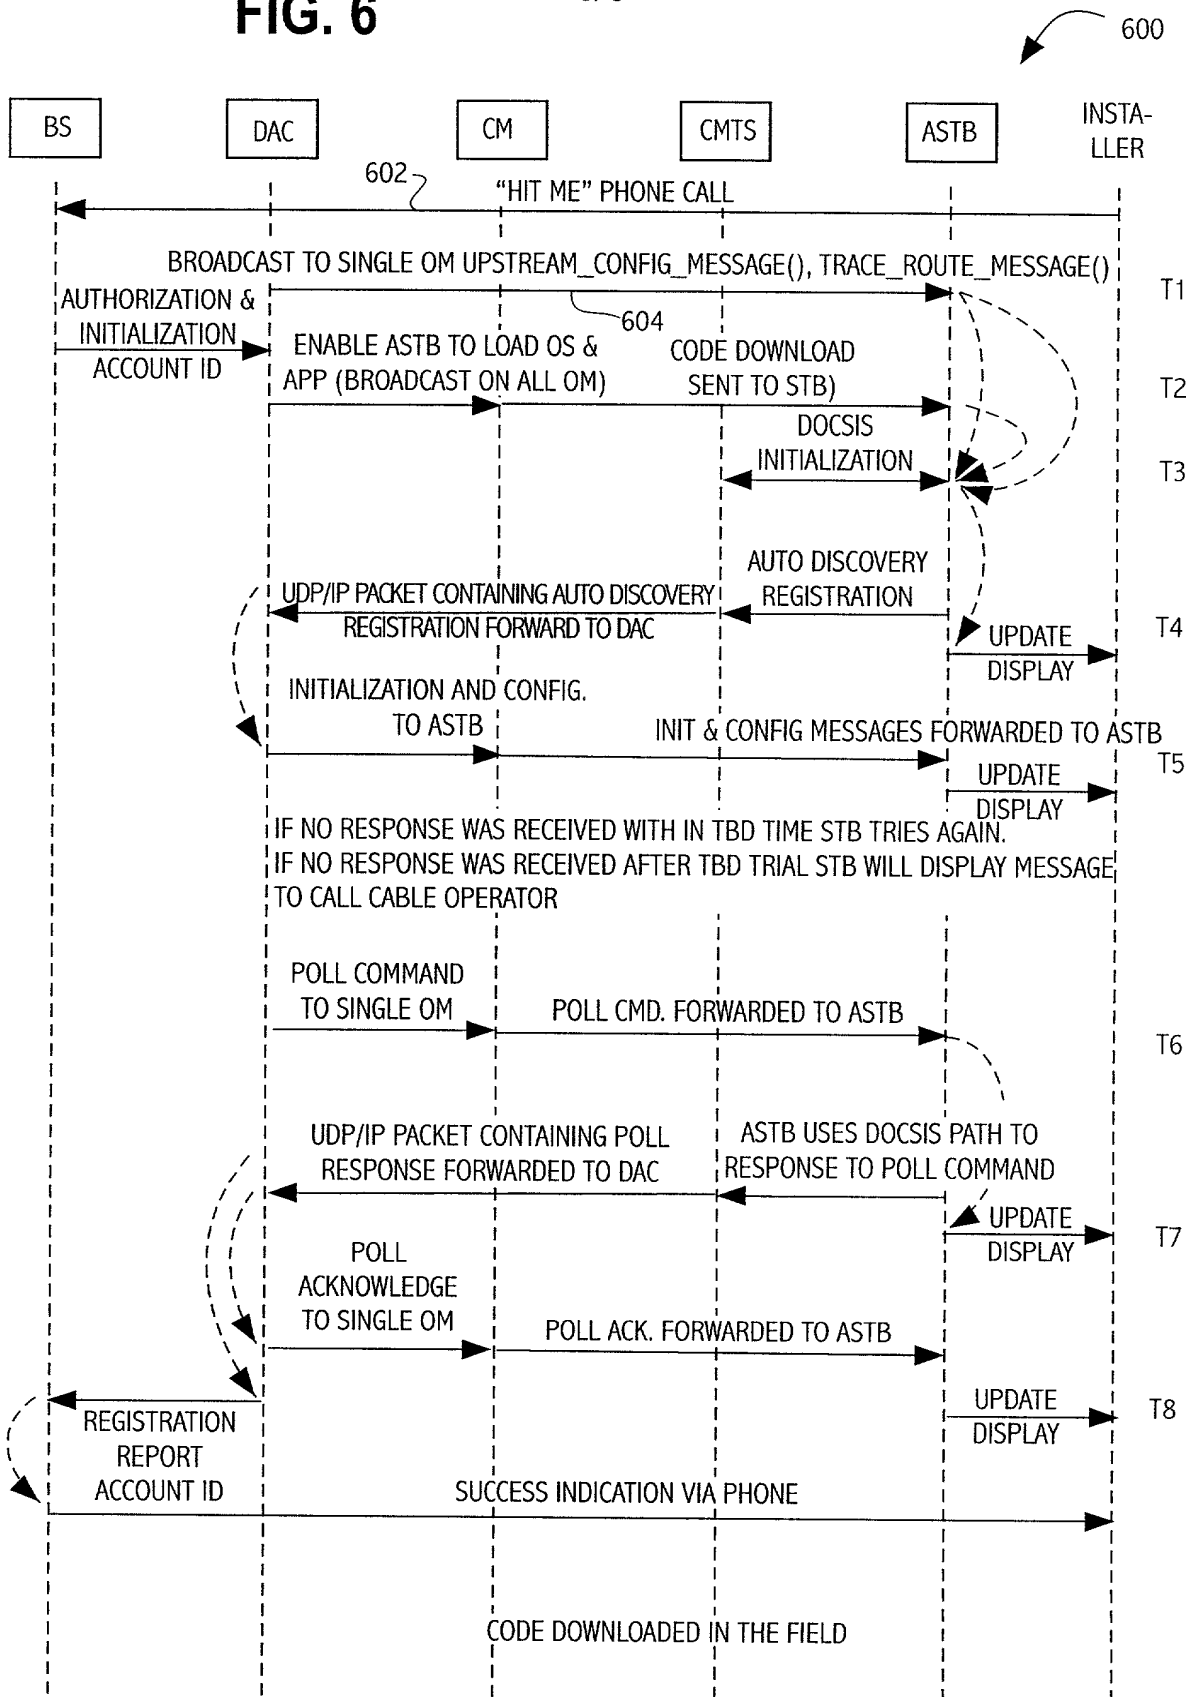 FIG. 6
600
BS
DAC
CM
CMTS
ASTB
INSTA-
LLER
602
"HIT ME" PHONE CALL
BROADCAST TO SINGLE OM UPSTREAM_CONFIG_MESSAGE(), TRACE_ROUTE_MESSAGE()
T1
604
AUTHORIZATION &
INITIALIZATION
ACCOUNT ID
ENABLE ASTB TO LOAD OS &
APP (BROADCAST ON ALL OM)
CODE DOWNLOAD
SENT TO STB)
T2
DOCSIS
INITIALIZATION
T3
AUTO DISCOVERY
REGISTRATION
UDP/IP PACKET CONTAINING AUTO DISCOVERY
REGISTRATION FORWARD TO DAC
T4
UPDATE
DISPLAY
INITIALIZATION AND CONFIG.
TO ASTB
INIT & CONFIG MESSAGES FORWARDED TO ASTB
T5
UPDATE
DISPLAY
IF NO RESPONSE WAS RECEIVED WITH IN TBD TIME STB TRIES AGAIN.
IF NO RESPONSE WAS RECEIVED AFTER TBD TRIAL STB WILL DISPLAY MESSAGE
TO CALL CABLE OPERATOR
POLL COMMAND
TO SINGLE OM
POLL CMD. FORWARDED TO ASTB
T6
UDP/IP PACKET CONTAINING POLL
RESPONSE FORWARDED TO DAC
ASTB USES DOCSIS PATH TO
RESPONSE TO POLL COMMAND
UPDATE
DISPLAY
T7
POLL
ACKNOWLEDGE
TO SINGLE OM
POLL ACK. FORWARDED TO ASTB
UPDATE
DISPLAY
T8
REGISTRATION
REPORT
ACCOUNT ID
SUCCESS INDICATION VIA PHONE
CODE DOWNLOADED IN THE FIELD